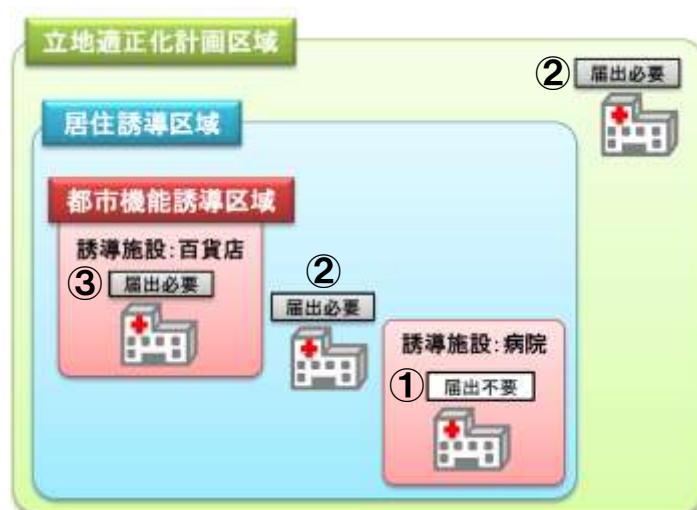 立地適正化計画区域
② 届出必要
居住誘導区域
都市機能誘導区域
誘導施設:百貨店
③ 届出必要
②
届出必要
誘導施設:病院
① 届出不要